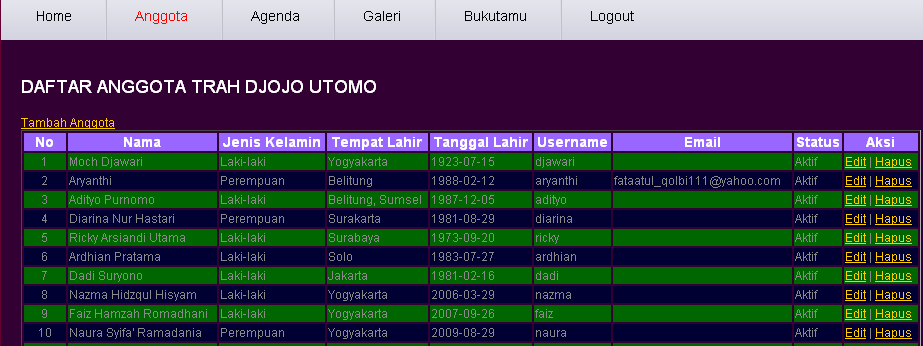 Home Anggota Agenda Galeri Bukutamu Logout
DAFTAR ANGGOTA TRAH DJOJO UTOMO
Tambah Anggota
No Nama Jenis Kelamin Tempat Lahir Tanggal Lahir Username Email Status Aksi
1 Moch Djawari Laki-laki Yogyakarta 1923-07-15 djawari Aktif Edit | Hapus
2 Aryanthi Perempuan Belitung 1988-02-12 aryanthi fataatul_qolbi111@yahoo.com Aktif Edit | Hapus
3 Adityo Purnomo Laki-laki Belitung, Sumsel 1987-12-05 adityo Aktif Edit | Hapus
4 Diarina Nur Hastari Perempuan Surakarta 1981-08-29 diarina Aktif Edit | Hapus
5 Ricky Arsiandi Utama Laki-laki Surabaya 1973-09-20 ricky Aktif Edit | Hapus
6 Ardhian Pratama Laki-laki Solo 1983-07-27 ardhian Aktif Edit | Hapus
7 Dadi Suryono Laki-laki Jakarta 1981-02-16 dadi Aktif Edit | Hapus
8 Nazma Hidzqul Hisyam Laki-laki Yogyakarta 2006-03-29 nazma Aktif Edit | Hapus
9 Faiz Hamzah Romadhani Laki-laki Yogyakarta 2007-09-26 faiz Aktif Edit | Hapus
10 Naura Syifa' Ramadania Perempuan Yogyakarta 2009-08-29 naura Aktif Edit | Hapus